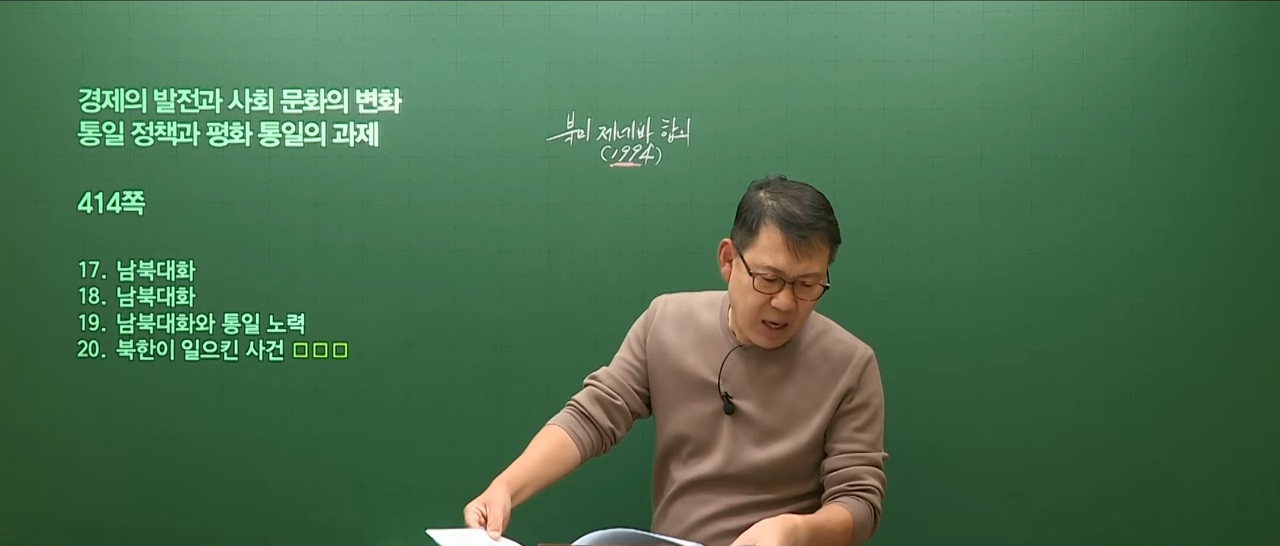 경제의 발전과 사회 문화의 변화
통일 정책과 평화 통일의 과제
414쪽
17. 남북대화
18. 남북대화
19. 남북대화와 통일 노력
20. 북한이 일으킨 사건 □□□
북미 제네바 합의
(1994)